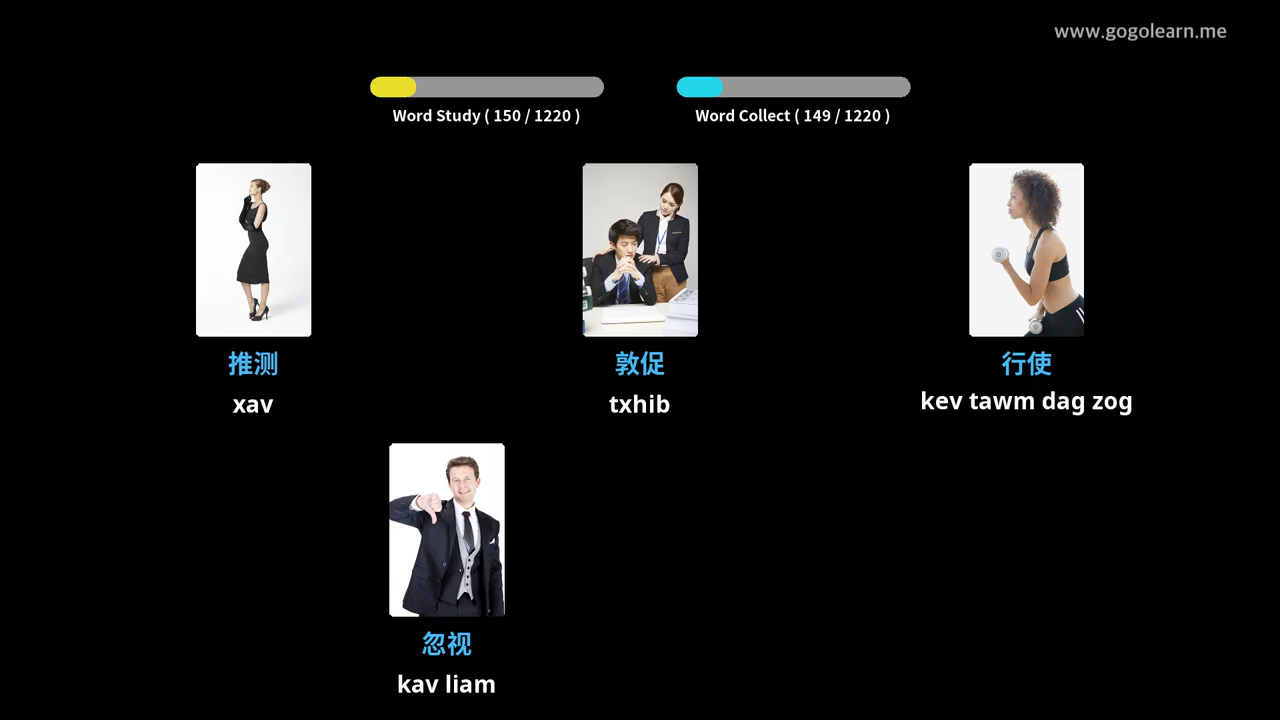 www.gogolearn.me
Word Study ( 150 / 1220 )
Word Collect ( 149 / 1220 )
推测
xav
敦促
txhib
行使
kev tawm dag zog
忽视
kav liam